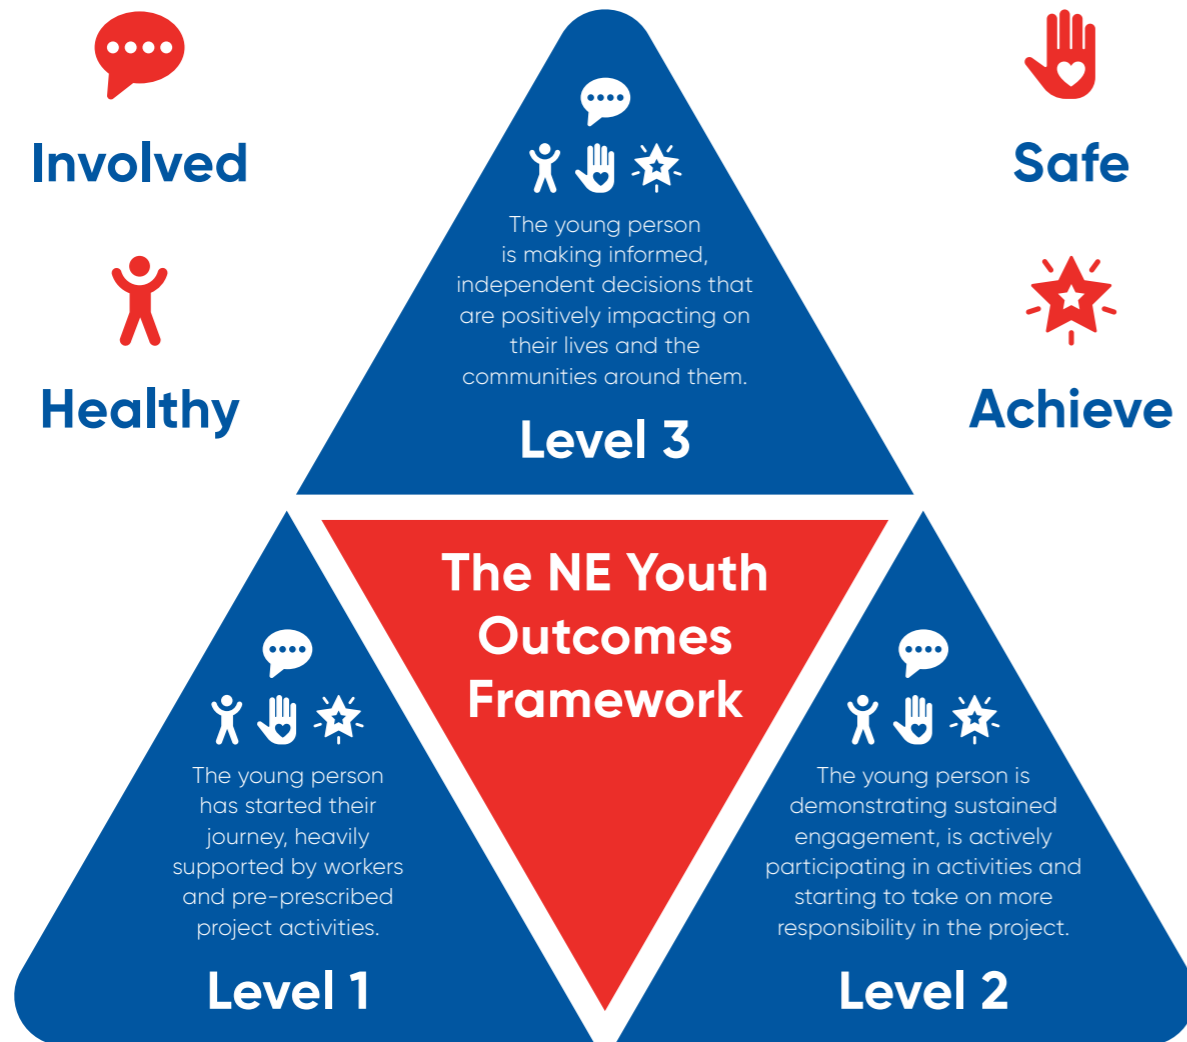 Involved
Healthy
Safe
Achieve
The young person
is making informed,
independent decisions that
are positively impacting on
their lives and the
communities around them.
Level 3
The NE Youth
Outcomes
Framework
The young person
has started their
journey, heavily
supported by workers
and pre-prescribed
project activities.
Level 1
The young person is
demonstrating sustained
engagement, is actively
participating in activities and
starting to take on more
responsibility in the project.
Level 2